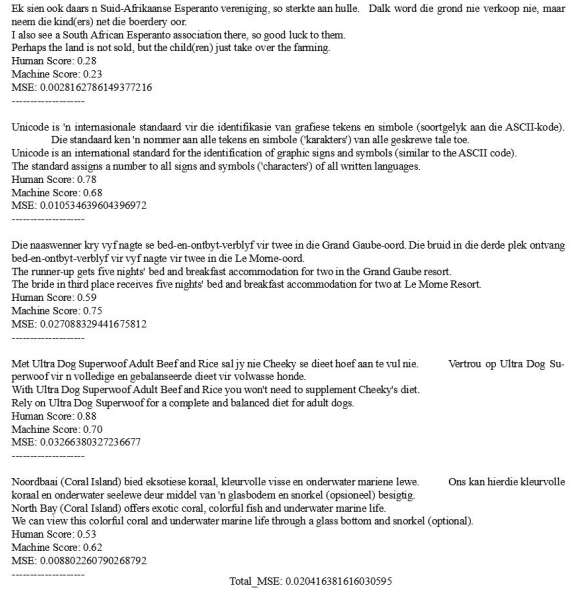 Ek sien ook daars n Suid-Afrikaanse Esperanto vereniging, so sterkte aan hulle. Dalk word die grond nie verkoop nie, maar
neem die kind(ers) net die boerdery oor.
I also see a South African Esperanto association there, so good luck to them.
Perhaps the land is not sold, but the child(ren) just take over the farming.
Human Score: 0.28
Machine Score: 0.23
MSE: 0.0028162786149377216
--------------------
Unicode is 'n internasionale standaard vir die identifikasie van grafiese tekens en simbole (soortgelyk aan die ASCII-kode).
Die standaard ken 'n nommer aan alle tekens en simbole ('karakters') van alle geskrewe tale toe.
Unicode is an international standard for the identification of graphic signs and symbols (similar to the ASCII code).
The standard assigns a number to all signs and symbols ('characters') of all written languages.
Human Score: 0.78
Machine Score: 0.68
MSE: 0.010534639604396972
--------------------
Die naaswenner kry vyf nagte se bed-en-ontbyt-verblyf vir twee in die Grand Gaube-oord. Die bruid in die derde plek ontvang
bed-en-ontbyt-verblyf vir vyf nagte vir twee in die Le Morne-oord.
The runner-up gets five nights' bed and breakfast accommodation for two in the Grand Gaube resort.
The bride in third place receives five nights' bed and breakfast accommodation for two at Le Morne Resort.
Human Score: 0.59
Machine Score: 0.75
MSE: 0.027088329441675812
--------------------
Met Ultra Dog Superwoof Adult Beef and Rice sal jy nie Cheeky se dieet hoef aan te vul nie. Vertrou op Ultra Dog Su-
perwoof vir n volledige en gebalanseerde dieet vir volwasse honde.
With Ultra Dog Superwoof Adult Beef and Rice you won't need to supplement Cheeky's diet.
Rely on Ultra Dog Superwoof for a complete and balanced diet for adult dogs.
Human Score: 0.88
Machine Score: 0.70
MSE: 0.03266380327236677
--------------------
Noordbaai (Coral Island) bied eksotiese koraal, kleurvolle visse en onderwater mariene lewe. Ons kan hierdie kleurvolle
koraal en onderwater seelewe deur middel van 'n glasbodem en snorkel (opsioneel) besigtig.
North Bay (Coral Island) offers exotic coral, colorful fish and underwater marine life.
We can view this colorful coral and underwater marine life through a glass bottom and snorkel (optional).
Human Score: 0.53
Machine Score: 0.62
MSE: 0.008802260790268792
--------------------
Total_MSE: 0.020416381616030595